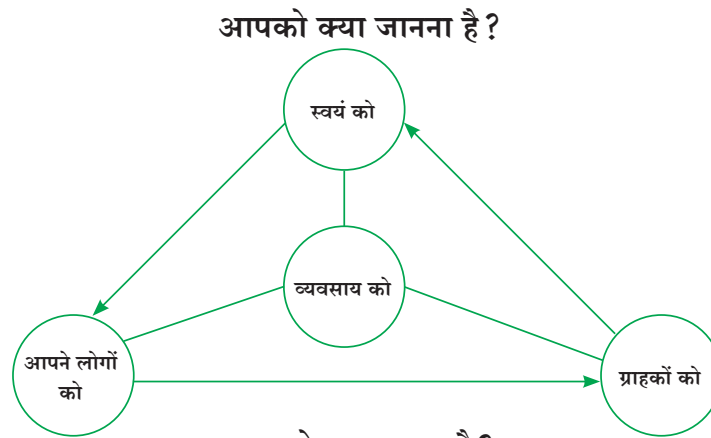 आपको क्या जानना है?
स्वयं को
व्यवसाय को
आपने लोगों
को
ग्राहकों को